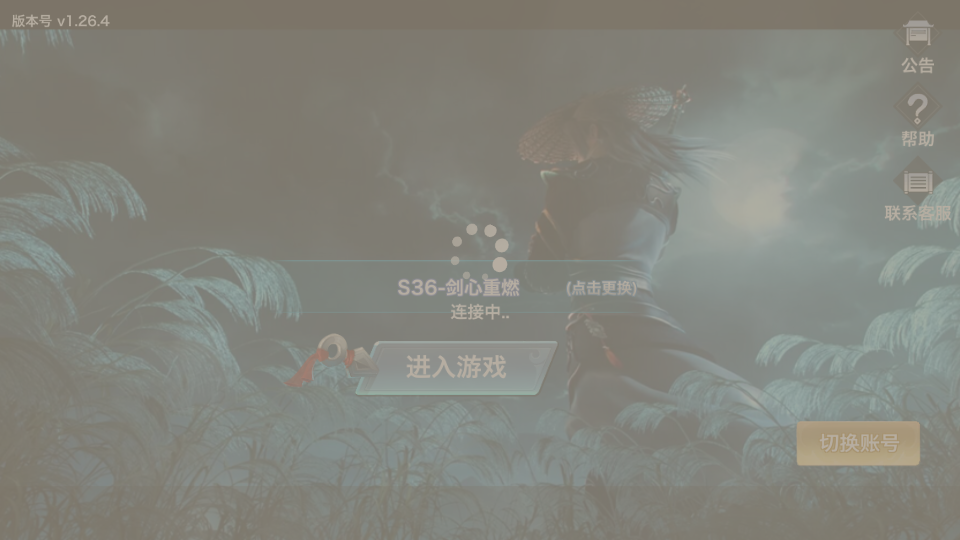 版本号 v1.26.4
公告
帮助
联系客服
S36-剑心重燃 (点击更换)
连接中..
进入游戏
切换账号